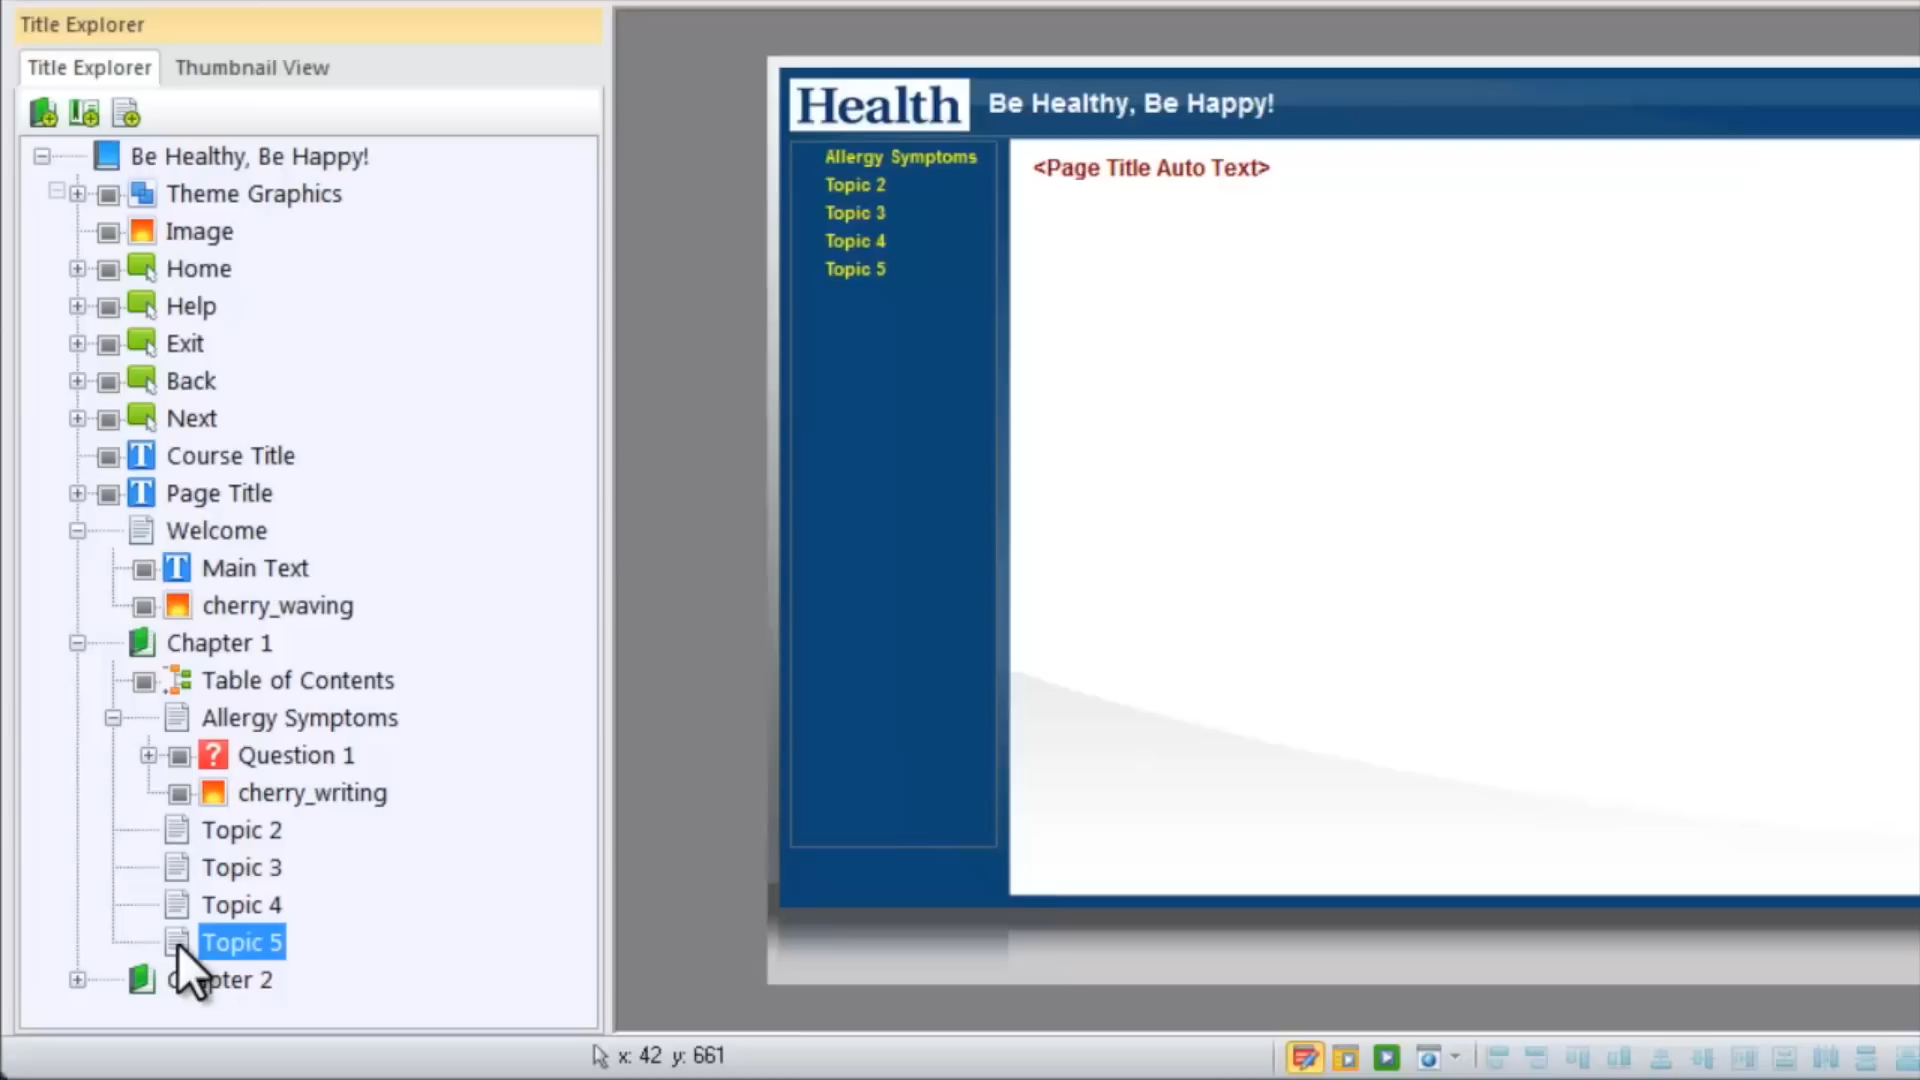 Title Explorer
Title Explorer
Thumbnail View
Be Healthy, Be Happy!
Theme Graphics
Image
Home
Help
Exit
Back
Next
Course Title
Page Title
Welcome
Main Text
cherry_waving
Chapter 1
Table of Contents
Allergy Symptoms
Question 1
cherry_writing
Topic 2
Topic 3
Topic 4
Topic 5
Chapter 2
Health
Be Healthy, Be Happy!
Allergy Symptoms
Topic 2
Topic 3
Topic 4
Topic 5
<Page Title Auto Text>
x: 42 y: 661